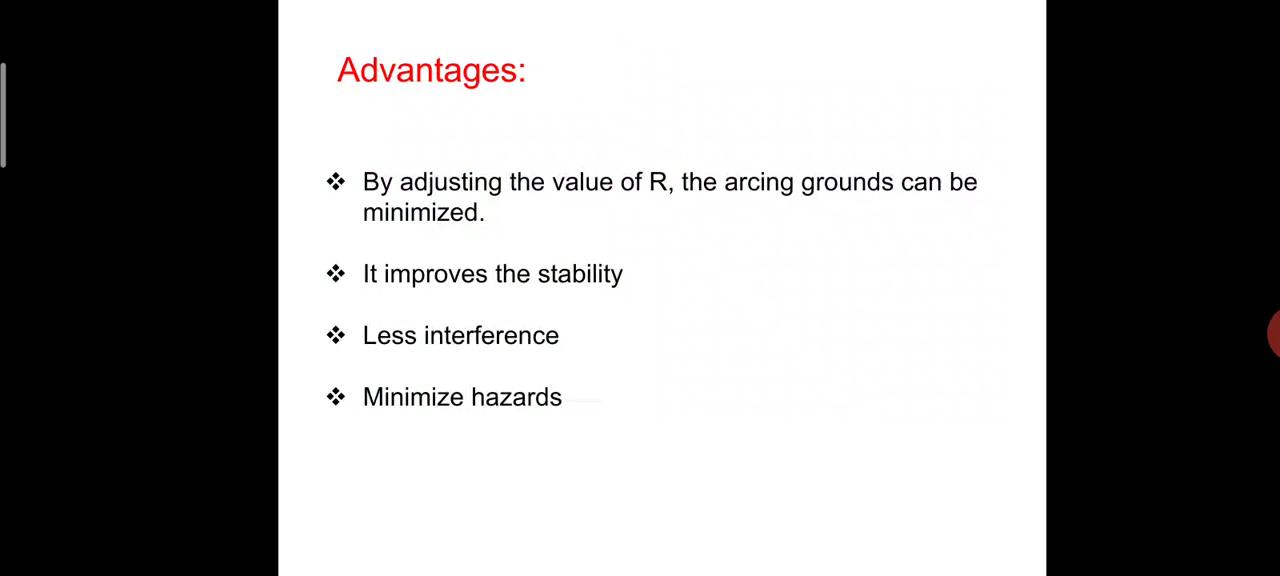 Advantages:
❖ By adjusting the value of R, the arcing grounds can be
minimized.
❖ It improves the stability
❖ Less interference
❖ Minimize hazards